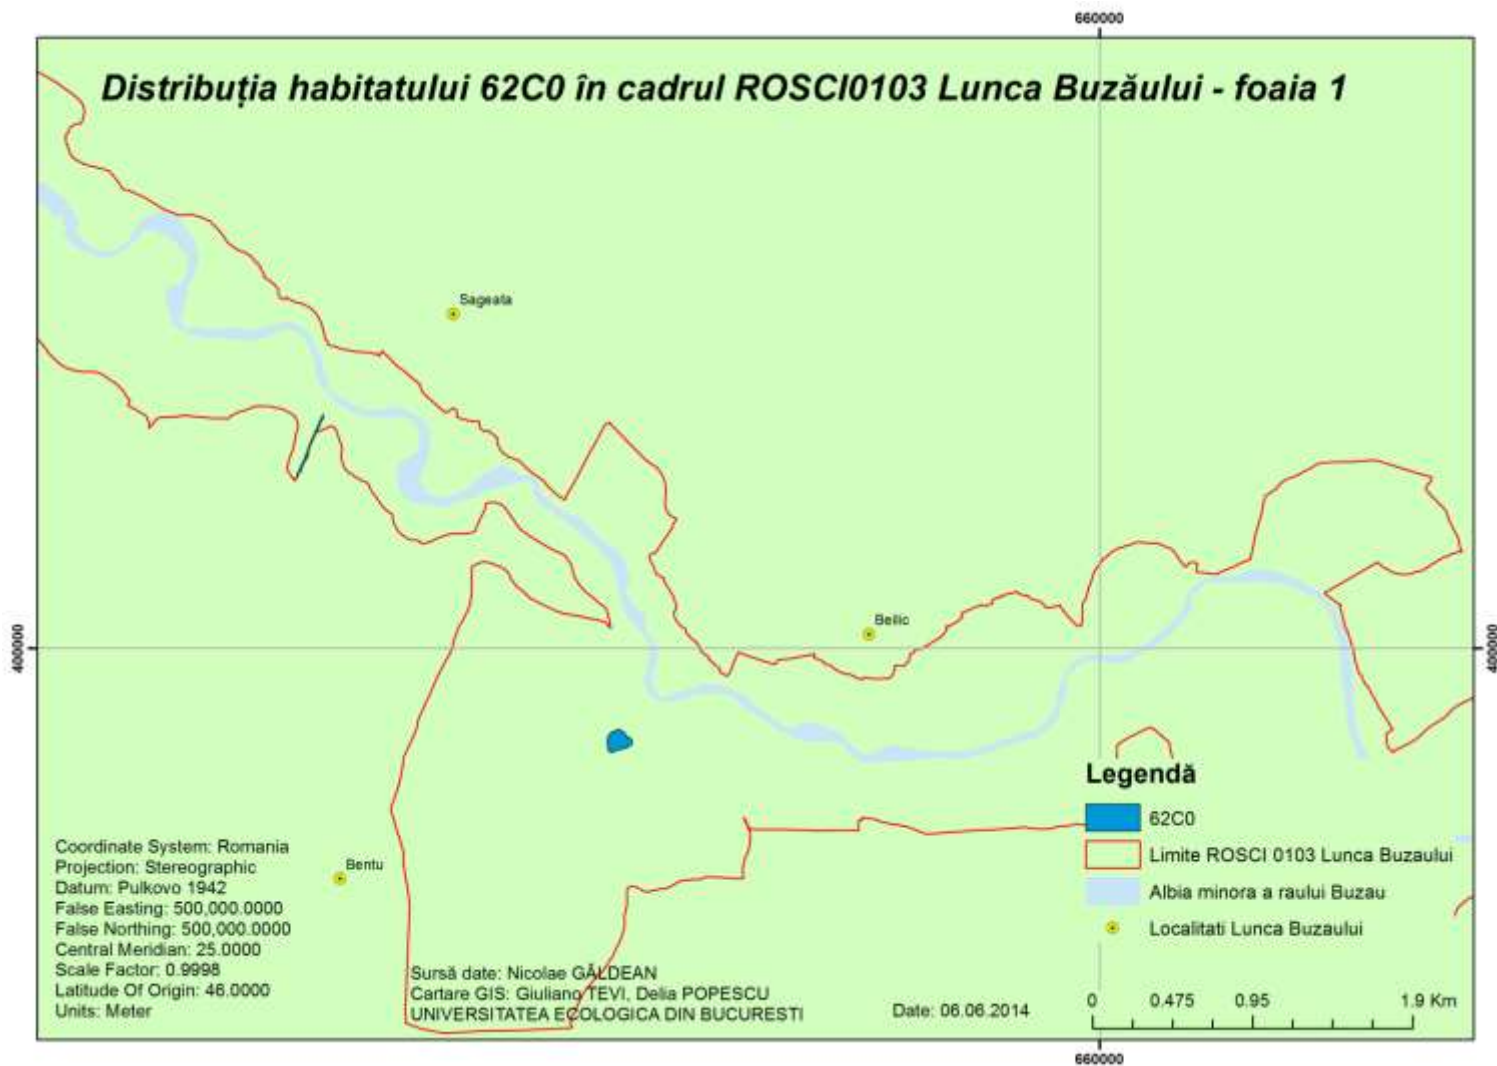 660000
Distribuția habitatului 62C0 în cadrul ROSCI0103 Lunca Buzăului - foaia 1
Sageata
400000
Bellic
400000
Bentu
Coordinate System: Romania
Projection: Stereographic
Datum: Pulkovo 1942
False Easting: 500,000.0000
False Northing: 500,000.0000
Central Meridian: 25.0000
Scale Factor: 0.9998
Latitude Of Origin: 46.0000
Units: Meter
Sursă date: Nicolae GÂLDEAN
Cartare GIS: Giuliano TEVI, Delia POPESCU
UNIVERSITATEA ECOLOGICA DIN BUCURESTI
Date: 06.06.2014
Legendă
62C0
Limite ROSCI 0103 Lunca Buzaului
Albia minora a raului Buzau
Localitati Lunca Buzaului
0 0.475 0.95 1.9 Km
660000